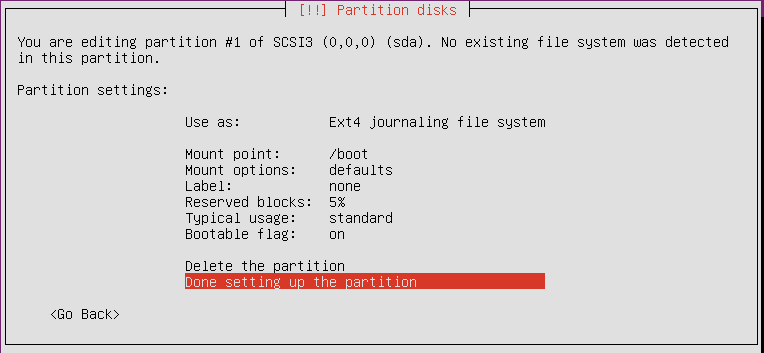 [!!] Partition disks
You are editing partition #1 of SCSI3 (0,0,0) (sda). No existing file system was detected
in this partition.
Partition settings:
Use as: Ext4 journaling file system
Mount point: /boot
Mount options: defaults
Label: none
Reserved blocks: 5%
Typical usage: standard
Bootable flag: on
Delete the partition
Done setting up the partition
<Go Back>